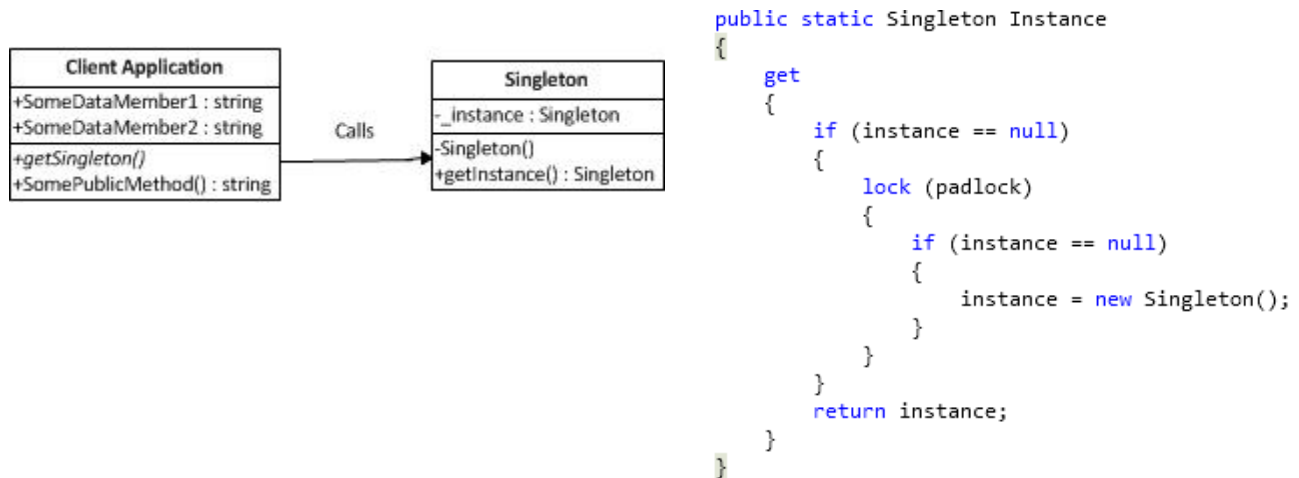 Client Application
+SomeDataMember1 : string
+SomeDataMember2 : string
+getSingleton()
+SomePublicMethod() : string
Calls
Singleton
-_instance : Singleton
-Singleton()
+getInstance() : Singleton
public static Singleton Instance
{
get
{
if (instance == null)
{
lock (padlock)
{
if (instance == null)
{
instance = new Singleton();
}
}
}
return instance;
}
}